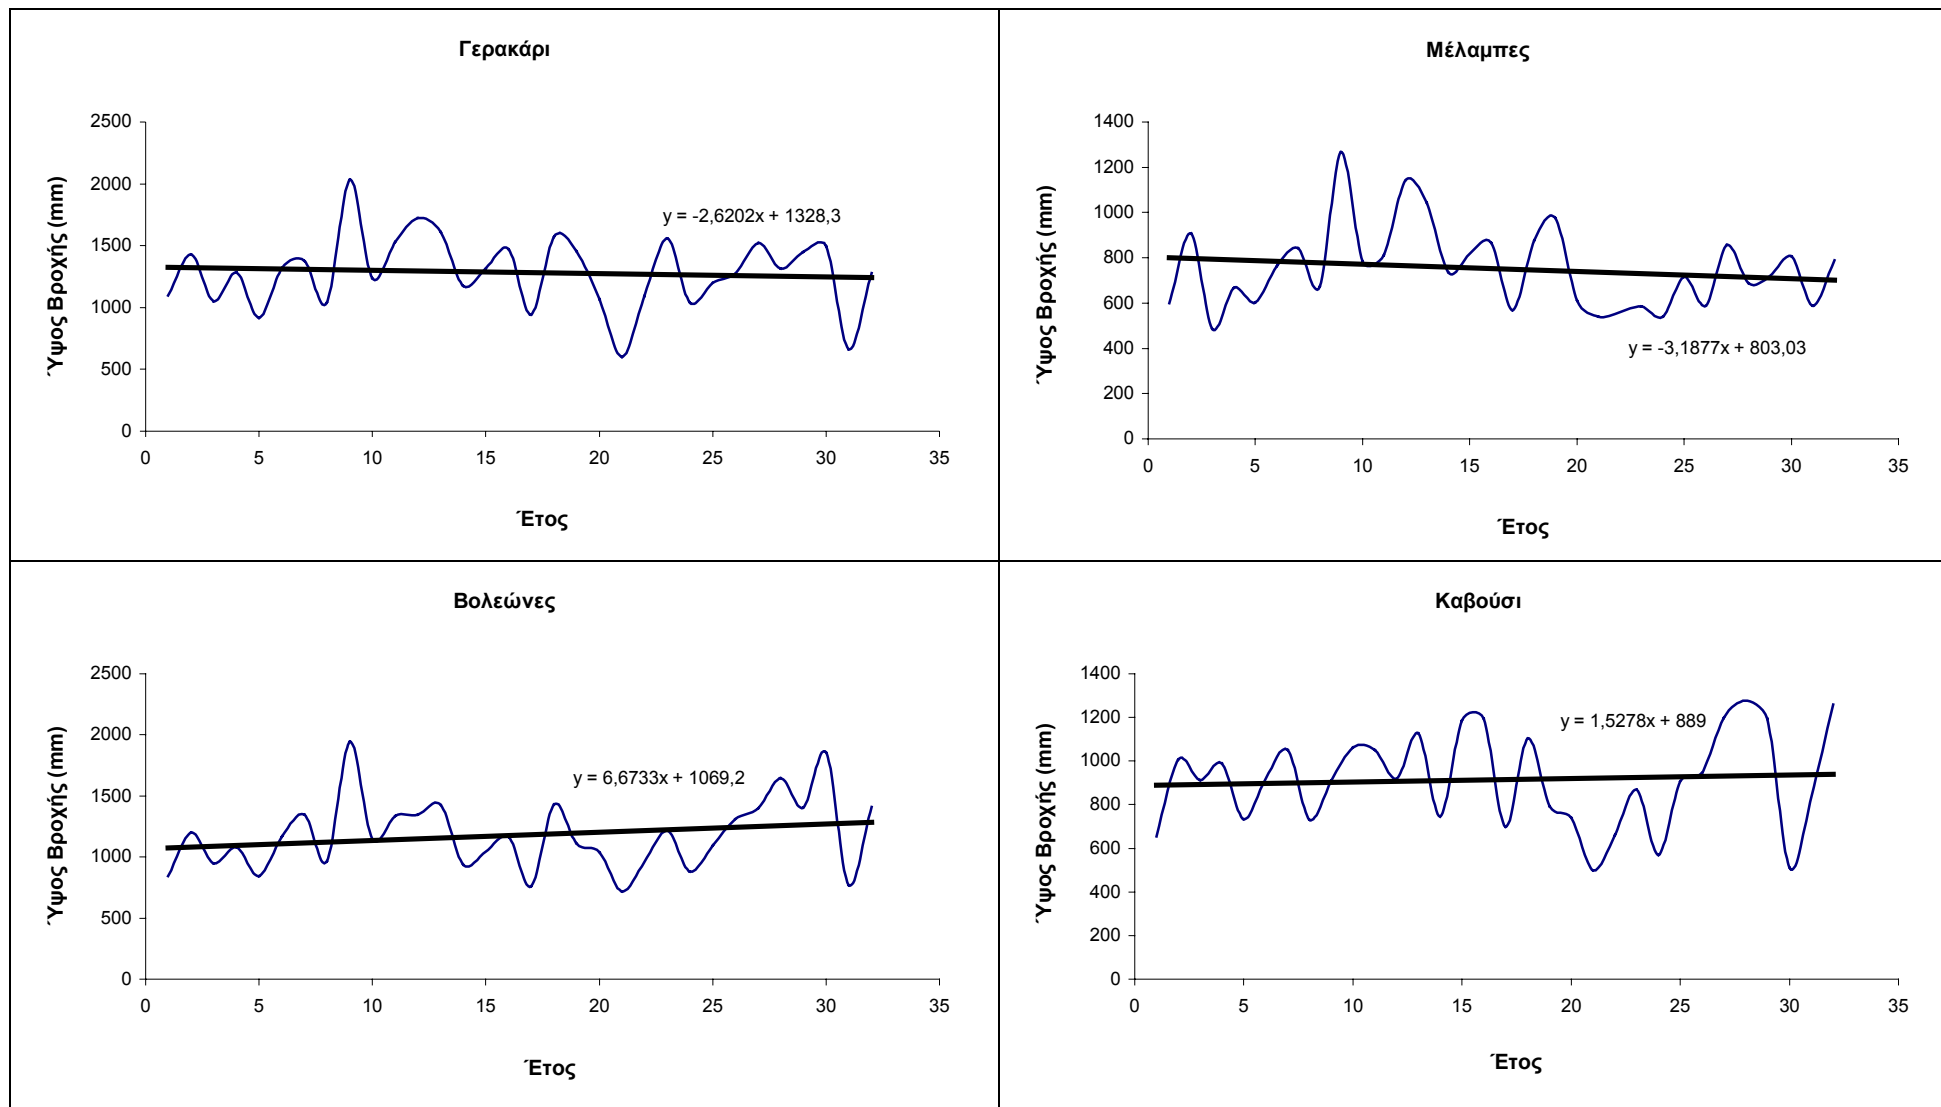 Γερακάρι
2500
2000
1500
1000
500
0
0 5 10 15 20 25 30 35
Έτος
Ύψος Βροχής (mm)
y = -2,6202x + 1328,3
Μέλαμπες
1400
1200
1000
800
600
400
200
0
0 5 10 15 20 25 30 35
Έτος
Ύψος Βροχής (mm)
y = -3,1877x + 803,03
Βολεώνες
2500
2000
1500
1000
500
0
0 5 10 15 20 25 30 35
Έτος
Ύψος Βροχής (mm)
y = 6,6733x + 1069,2
Καβούσι
1400
1200
1000
800
600
400
200
0
0 5 10 15 20 25 30 35
Έτος
Ύψος Βροχής (mm)
y = 1,5278x + 889